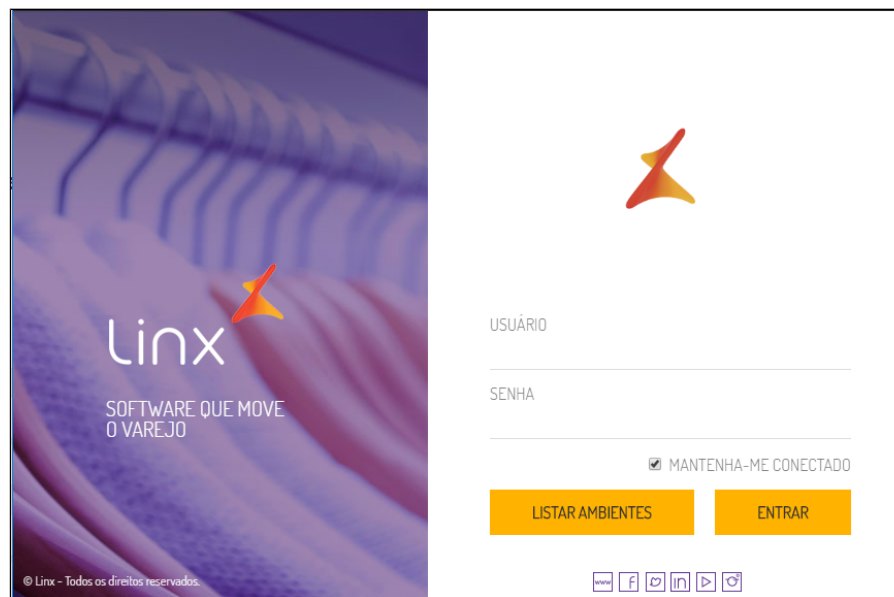 Linx
SOFTWARE QUE MOVE
O VAREJO
© Linx - Todos os direitos reservados.
USUÁRIO
SENHA
MANTENHA-ME CONECTADO
LISTAR AMBIENTES
ENTRAR
www